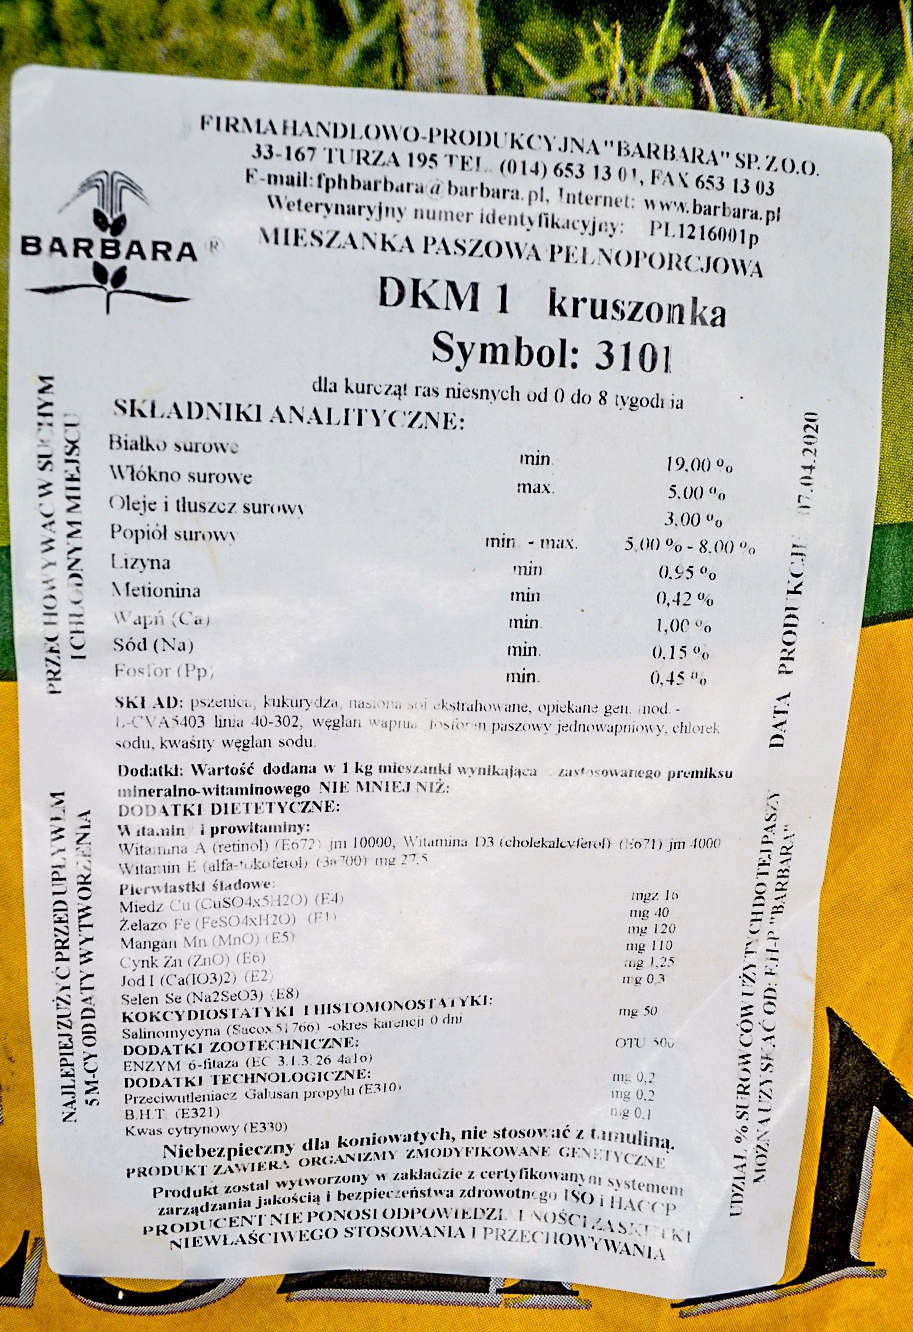 FIRMA HANDLOWO-PRODUKCYJNA "BARBARA" SP. Z O.O.
33-167 TURZA 195 TEL. (014) 653 13 01, FAX 653 13 03
E-mail: fphbarbara@barbara.pl, Internet: www.barbara.pl
Weterynaryjny numer identyfikacyjny: PL1216001p
BARBARA ®
MIESZANKA PASZOWA PEŁNOPORCJOWA
DKM 1 kruszonka
Symbol: 3101
dla kurcząt ras niesnych od 0 do 8 tygodnia
SKŁADNIKI ANALITYCZNE:
Białko surowe min. 19,00 %
Włókno surowe max. 5,00 %
Oleje i tłuszcz surowy 3,00 %
Popiół surowy min. - max. 5,00 % - 8,00 %
Lizyna min 0,95 %
Metionina min 0,42 %
Wapń (Ca) min. 1,00 %
Sód (Na) min. 0,15 %
Fosfor (Pp) min. 0,45 %
SKŁAD: pszenica, kukurydza, nasiona soi ekstrahowane, opiekane gen. mod. -
L-CVA5403 linia 40-302, węglan wapnia, fosforan paszowy jednowapniowy, chlorek
sodu, kwaśny węglan sodu.
Dodatki: Wartość dodana w 1 kg mieszanki wynikająca z zastosowanego premiksu
mineralno-witaminowego NIE MNIEJ NIŻ:
DODATKI DIETETYCZNE:
Witaminy i prowitaminy:
Witamina A (retinol) (E672) jm 10000, Witamina D3 (cholekalcyferol) (E671) jm 4000
Witamin E (alfa-tokoferol) (3a700) mg 27,5
Pierwiastki śladowe:
Miedz Cu (CuSO4x5H2O) (E4) mgz 16
Żelazo Fe (FeSO4xH2O) (E1) mg 40
Mangan Mn (MnO) (E5) mg 120
Cynk Zn (ZnO) (E6) mg 110
Jod I (Ca(IO3)2) (E2) mg 1,25
Selen Se (Na2SeO3) (E8) mg 0,3
KOKCYDIOSTATYKI I HISTOMONOSTATYKI:
Salinomycyna (Sacox 51766) -okres karencji 0 dni mg 50
DODATKI ZOOTECHNICZNE:
ENZYM 6-fitaza (EC 3.1.3.26 4a16) OTU 500
DODATKI TECHNOLOGICZNE:
Przeciwutleniacz Galusan propylu (E310) mg 0,2
B.H.T (E321) mg 0,2
Kwas cytrynowy (E330) mg 0,1
Niebezpieczny dla koniowatych, nie stosować z tiamuliną.
PRODUKT ZAWIERA ORGANIZMY ZMODYFIKOWANE GENETYCZNE
Produkt został wytworzony w zakładzie z certyfikowanym systemem
zarządzania jakością i bezpieczeństwa zdrowotnego ISO i HACCP
PRODUCENT NIE PONOSI ODPOWIEDZIALNOŚCI ZA SKUTKI
NIEWŁAŚCIWEGO STOSOWANIA I PRZECHOWYWANIA
PRZECHOWYWAĆ W SUCHYM
I CHŁODNYM MIEJSCU
NAJLEPIEJ ZUŻYĆ PRZED UPŁYWEM
5 M-CY OD DATY WYTWORZENIA
DATA PRODUKCJI: 07.04.2020
UDZIAŁ % SUROWCÓW UŻYTYCH DO TEJ PASZY
MOŻNA UZYSKAĆ OD: F.H-P "BARBARA"